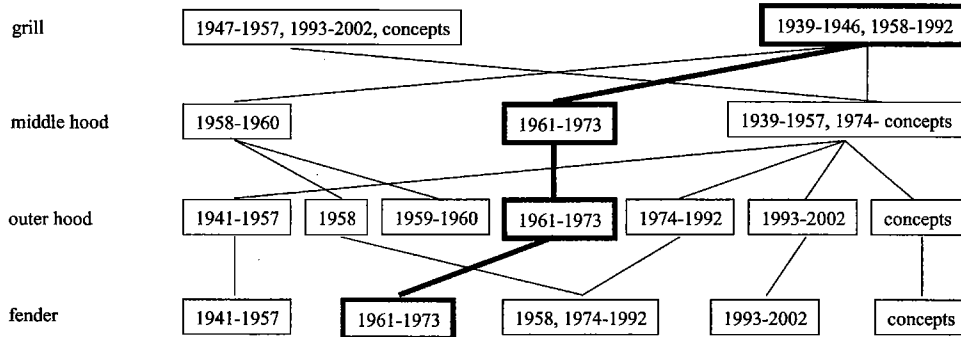 grill
1947-1957, 1993-2002, concepts
1939-1946, 1958-1992
middle hood
1958-1960
1961-1973
1939-1957, 1974- concepts
outer hood
1941-1957
1958
1959-1960
1961-1973
1974-1992
1993-2002
concepts
fender
1941-1957
1961-1973
1958, 1974-1992
1993-2002
concepts